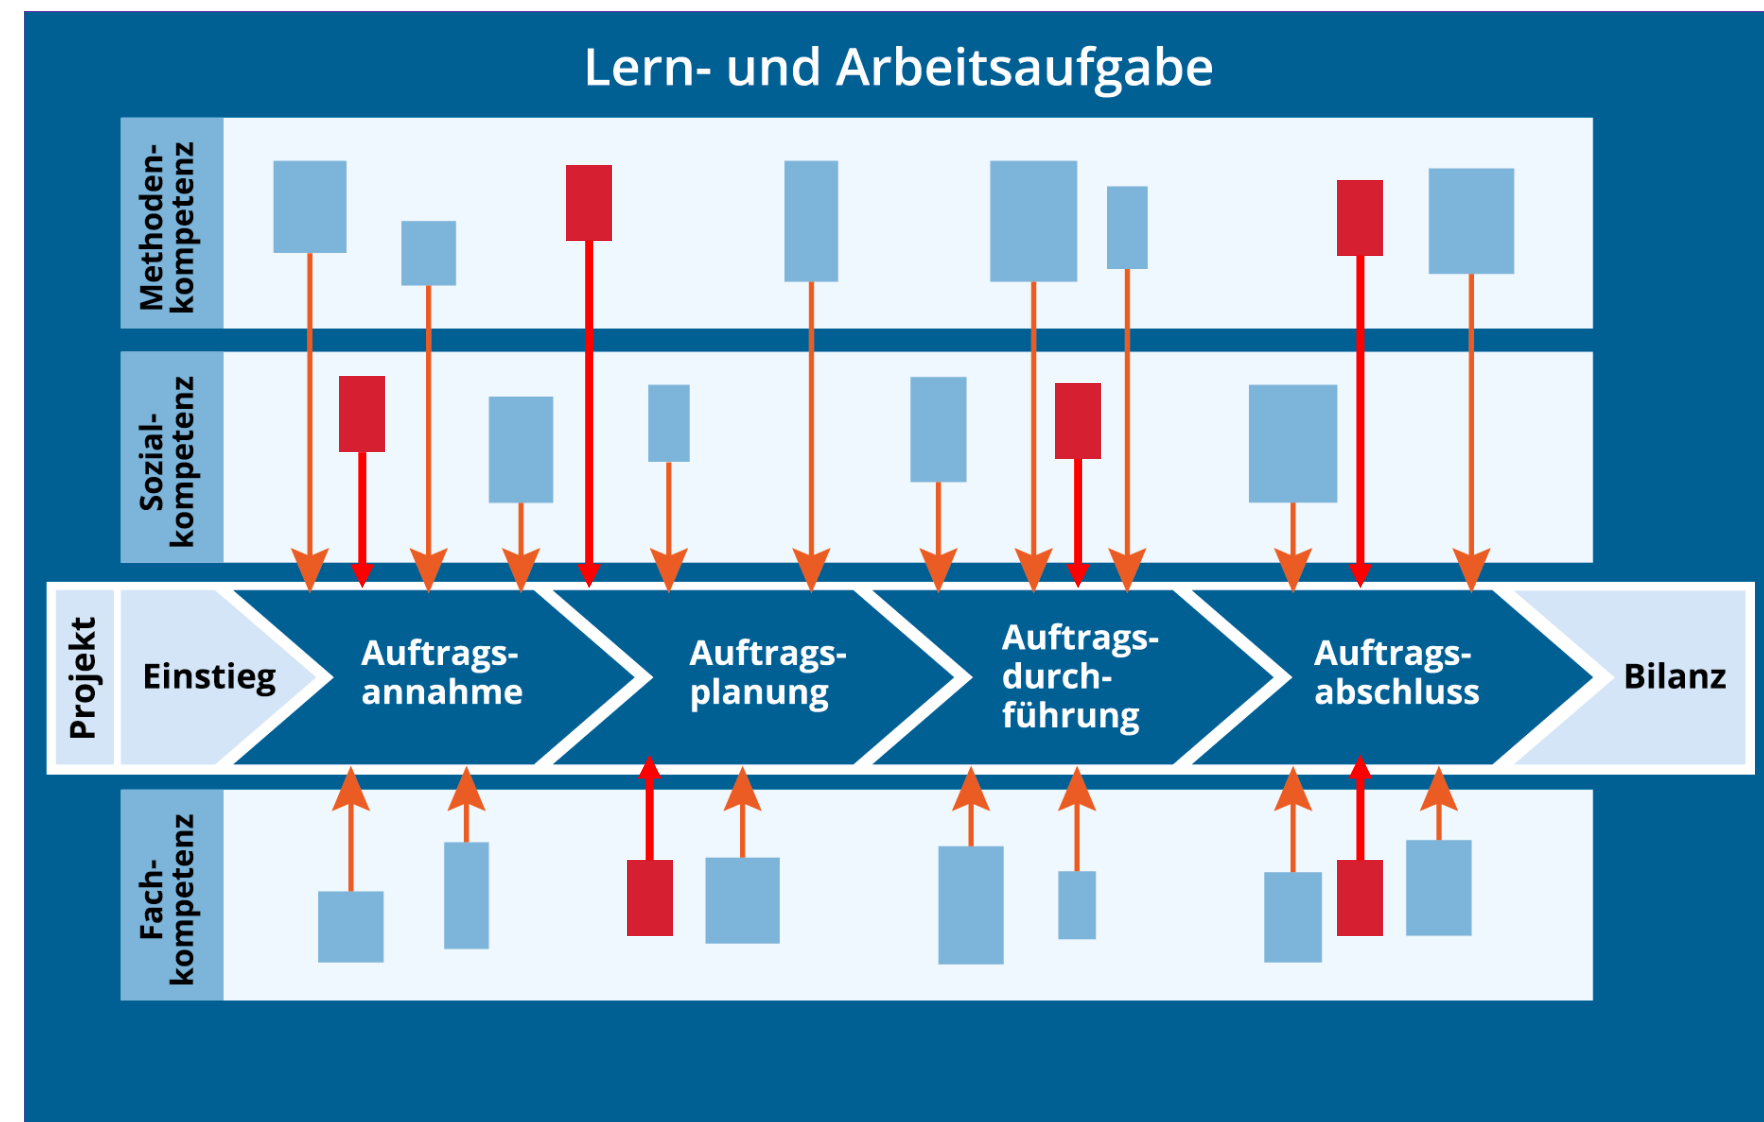 Lern- und Arbeitsaufgabe
Methoden-
kompetenz
Sozial-
kompetenz
Projekt
Einstieg
Auftrags-
annahme
Auftrags-
planung
Auftrags-
durch-
führung
Auftrags-
abschluss
Bilanz
Fach-
kompetenz